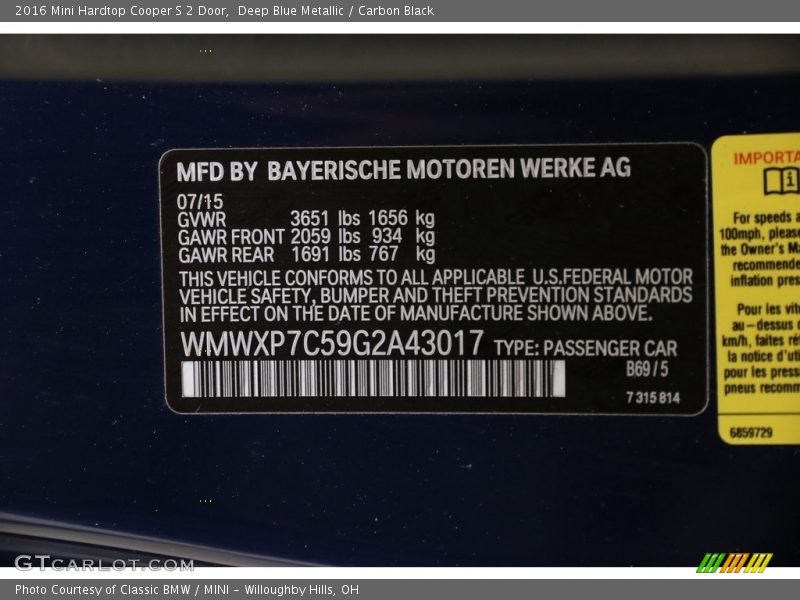 2016 Mini Hardtop Cooper S 2 Door,  Deep Blue Metallic / Carbon Black
MFD BY BAYERISCHE MOTOREN WERKE AG
07/15
GVWR 3651 lbs 1656 kg
GAWR FRONT 2059 lbs 934 kg
GAWR REAR 1691 lbs 767 kg
THIS VEHICLE CONFORMS TO ALL APPLICABLE U.S.FEDERAL MOTOR
VEHICLE SAFETY, BUMPER AND THEFT PREVENTION STANDARDS
IN EFFECT ON THE DATE OF MANUFACTURE SHOWN ABOVE.
WMWXP7C59G2A43017 TYPE: PASSENGER CAR
B69/5
7 315 814
IMPORTA
For speeds a
100mph, please
the Owner's Ma
recommende
inflation pres
Pour les vite
au-dessus d
km/h, faites ré
la notice d'uti
pour les press
pneus recomm
6859729
GTCARLOT.COM
Photo Courtesy of Classic BMW / MINI - Willoughby Hills, OH